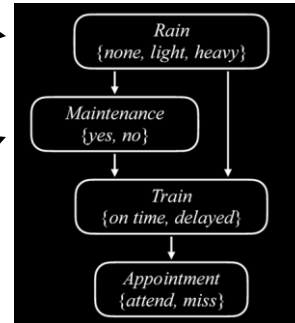 Rain
{none, light, heavy}
Maintenance
{yes, no}
Train
{on time, delayed}
Appointment
{attend, miss}